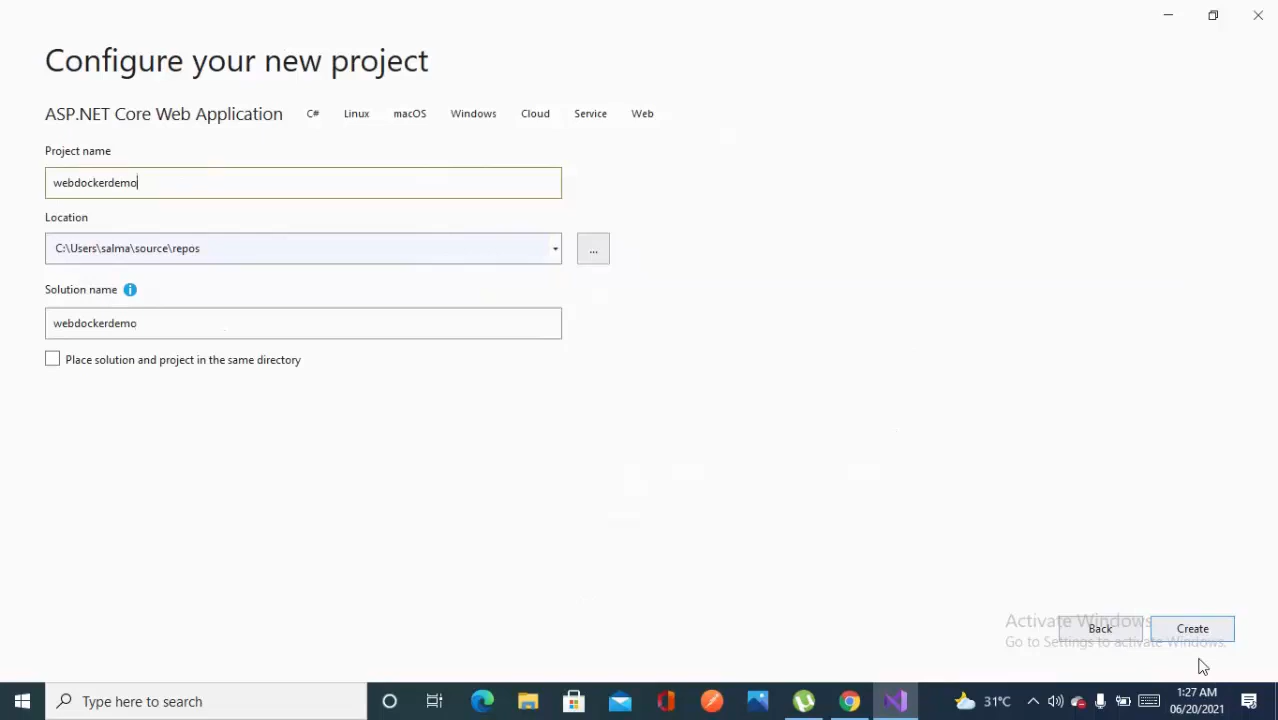 Configure your new project
ASP.NET Core Web Application C# Linux macOS Windows Cloud Service Web
Project name
webdockerdemo
Location
C:\Users\salma\source\repos
...
Solution name
webdockerdemo
Place solution and project in the same directory
Activate Windows
Go to Settings to activate Windows.
Back
Create
Type here to search
31°C
1:27 AM
06/20/2021